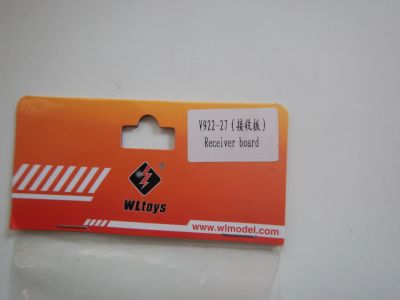 V922-27(接收板)
Receiver board
®
WLtoys
www.wlmodel.com